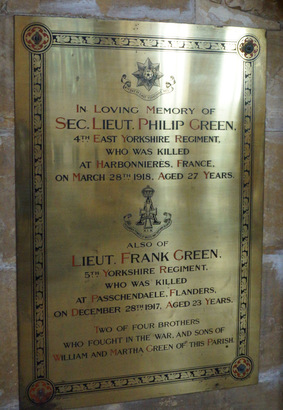 IN LOVING MEMORY OF
SEC. LIEUT. PHILIP GREEN.
4TH EAST YORKSHIRE REGIMENT,
WHO WAS KILLED
AT HARBONNIERES, FRANCE,
ON MARCH 28TH 1918. AGED 27 YEARS.
ALSO OF
LIEUT. FRANK GREEN.
5TH YORKSHIRE REGIMENT.
WHO WAS KILLED
AT PASSCHENDAELE, FLANDERS,
ON DECEMBER 28TH 1917. AGED 23 YEARS.
TWO OF FOUR BROTHERS
WHO FOUGHT IN THE WAR, AND SONS OF
WILLIAM AND MARTHA GREEN OF THIS PARISH.